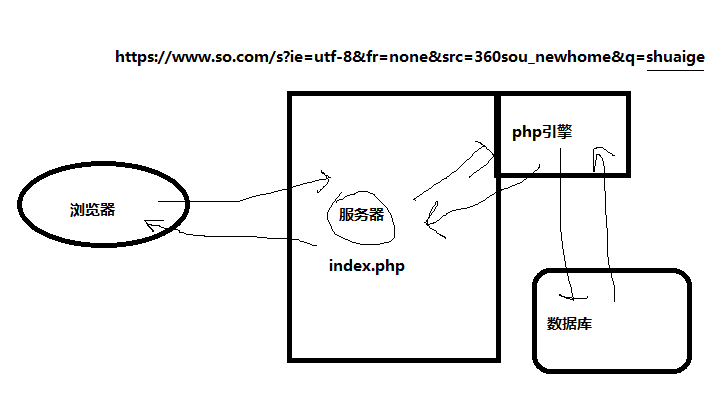 https://www.so.com/s?ie=utf-8&fr=none&src=360sou_newhome&q=shuaige
php引擎
浏览器
服务器
index.php
数据库